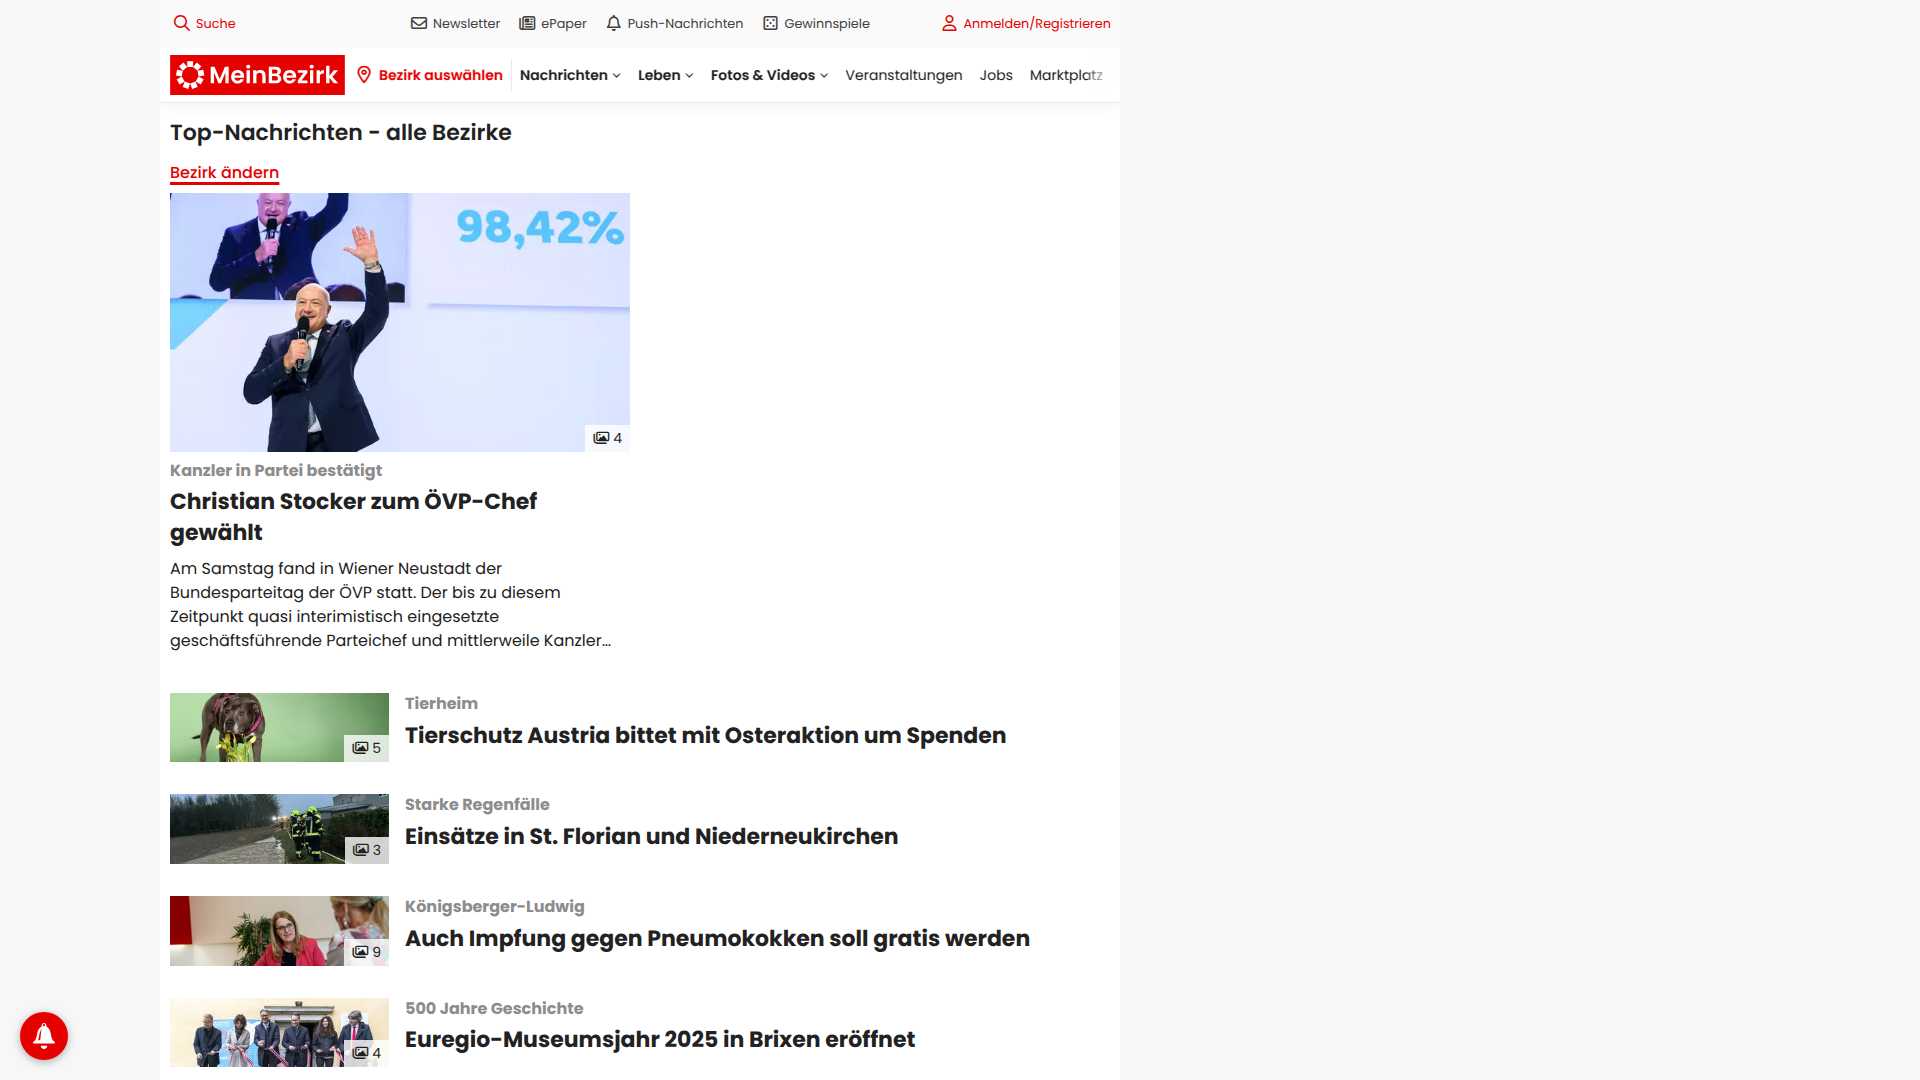 Suche
Newsletter
ePaper
Push-Nachrichten
Gewinnspiele
Anmelden/Registrieren
MeinBezirk
Bezirk auswählen
Nachrichten
Leben
Fotos & Videos
Veranstaltungen
Jobs
Marktplatz
Top-Nachrichten - alle Bezirke
Bezirk ändern
98,42%
4
Kanzler in Partei bestätigt
Christian Stocker zum ÖVP-Chef
gewählt
Am Samstag fand in Wiener Neustadt der
Bundesparteitag der ÖVP statt. Der bis zu diesem
Zeitpunkt quasi interimistisch eingesetzte
geschäftsführende Parteichef und mittlerweile Kanzler...
5
Tierheim
Tierschutz Austria bittet mit Osteraktion um Spenden
3
Starke Regenfälle
Einsätze in St. Florian und Niederneukirchen
9
Königsberger-Ludwig
Auch Impfung gegen Pneumokokken soll gratis werden
4
500 Jahre Geschichte
Euregio-Museumsjahr 2025 in Brixen eröffnet